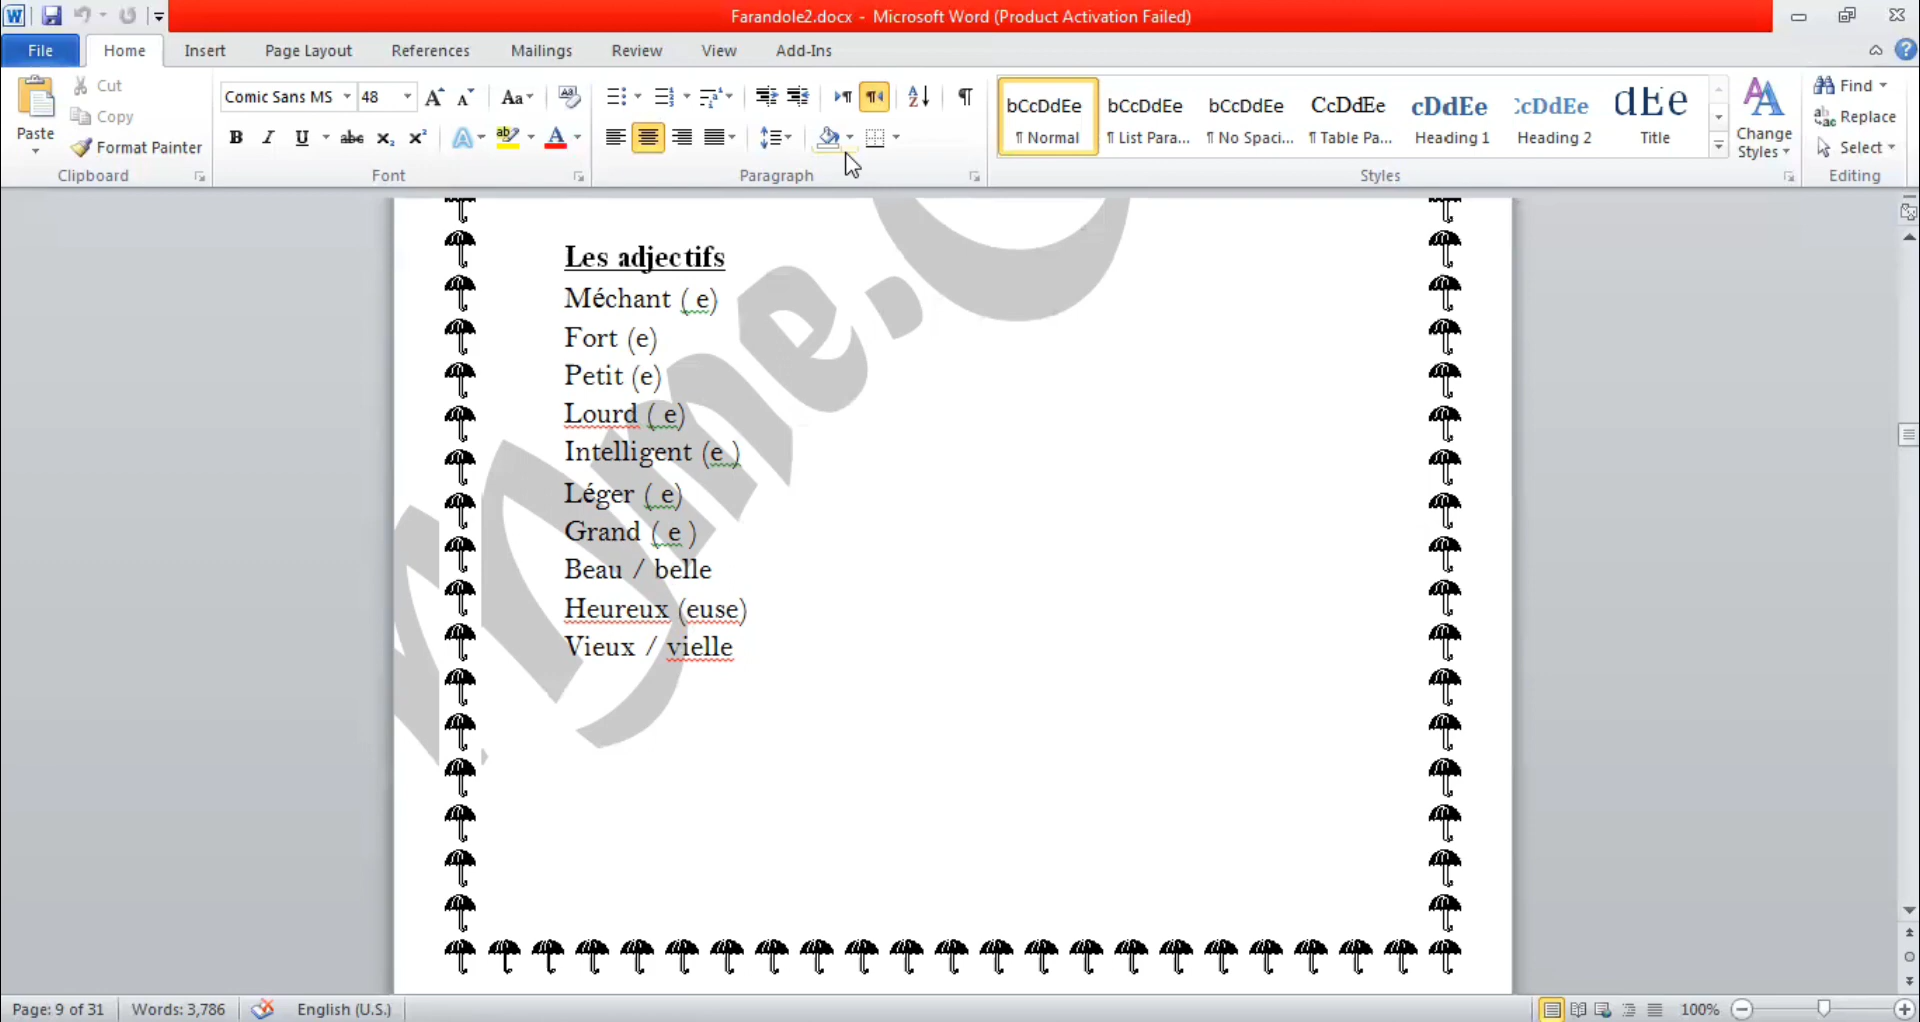 Farandole2.docx - Microsoft Word (Product Activation Failed)
File Home Insert Page Layout References Mailings Review View Add-Ins
Paste
Cut
Copy
Format Painter
Clipboard
Comic Sans MS 48
Font
Paragraph
bCcDdEe bCcDdEe bCcDdEe CcDdEe cDdEe CcDdEe dEe
¶ Normal ¶ List Para... ¶ No Spaci... ¶ Table Pa... Heading 1 Heading 2 Title
Change Styles
Styles
Find
Replace
Select
Editing
Les adjectifs
Méchant ( e)
Fort (e)
Petit (e)
Lourd ( e)
Intelligent (e )
Léger ( e)
Grand ( e )
Beau / belle
Heureux (euse)
Vieux / vielle
Mme.
Page: 9 of 31 Words: 3,786 English (U.S.) 100%